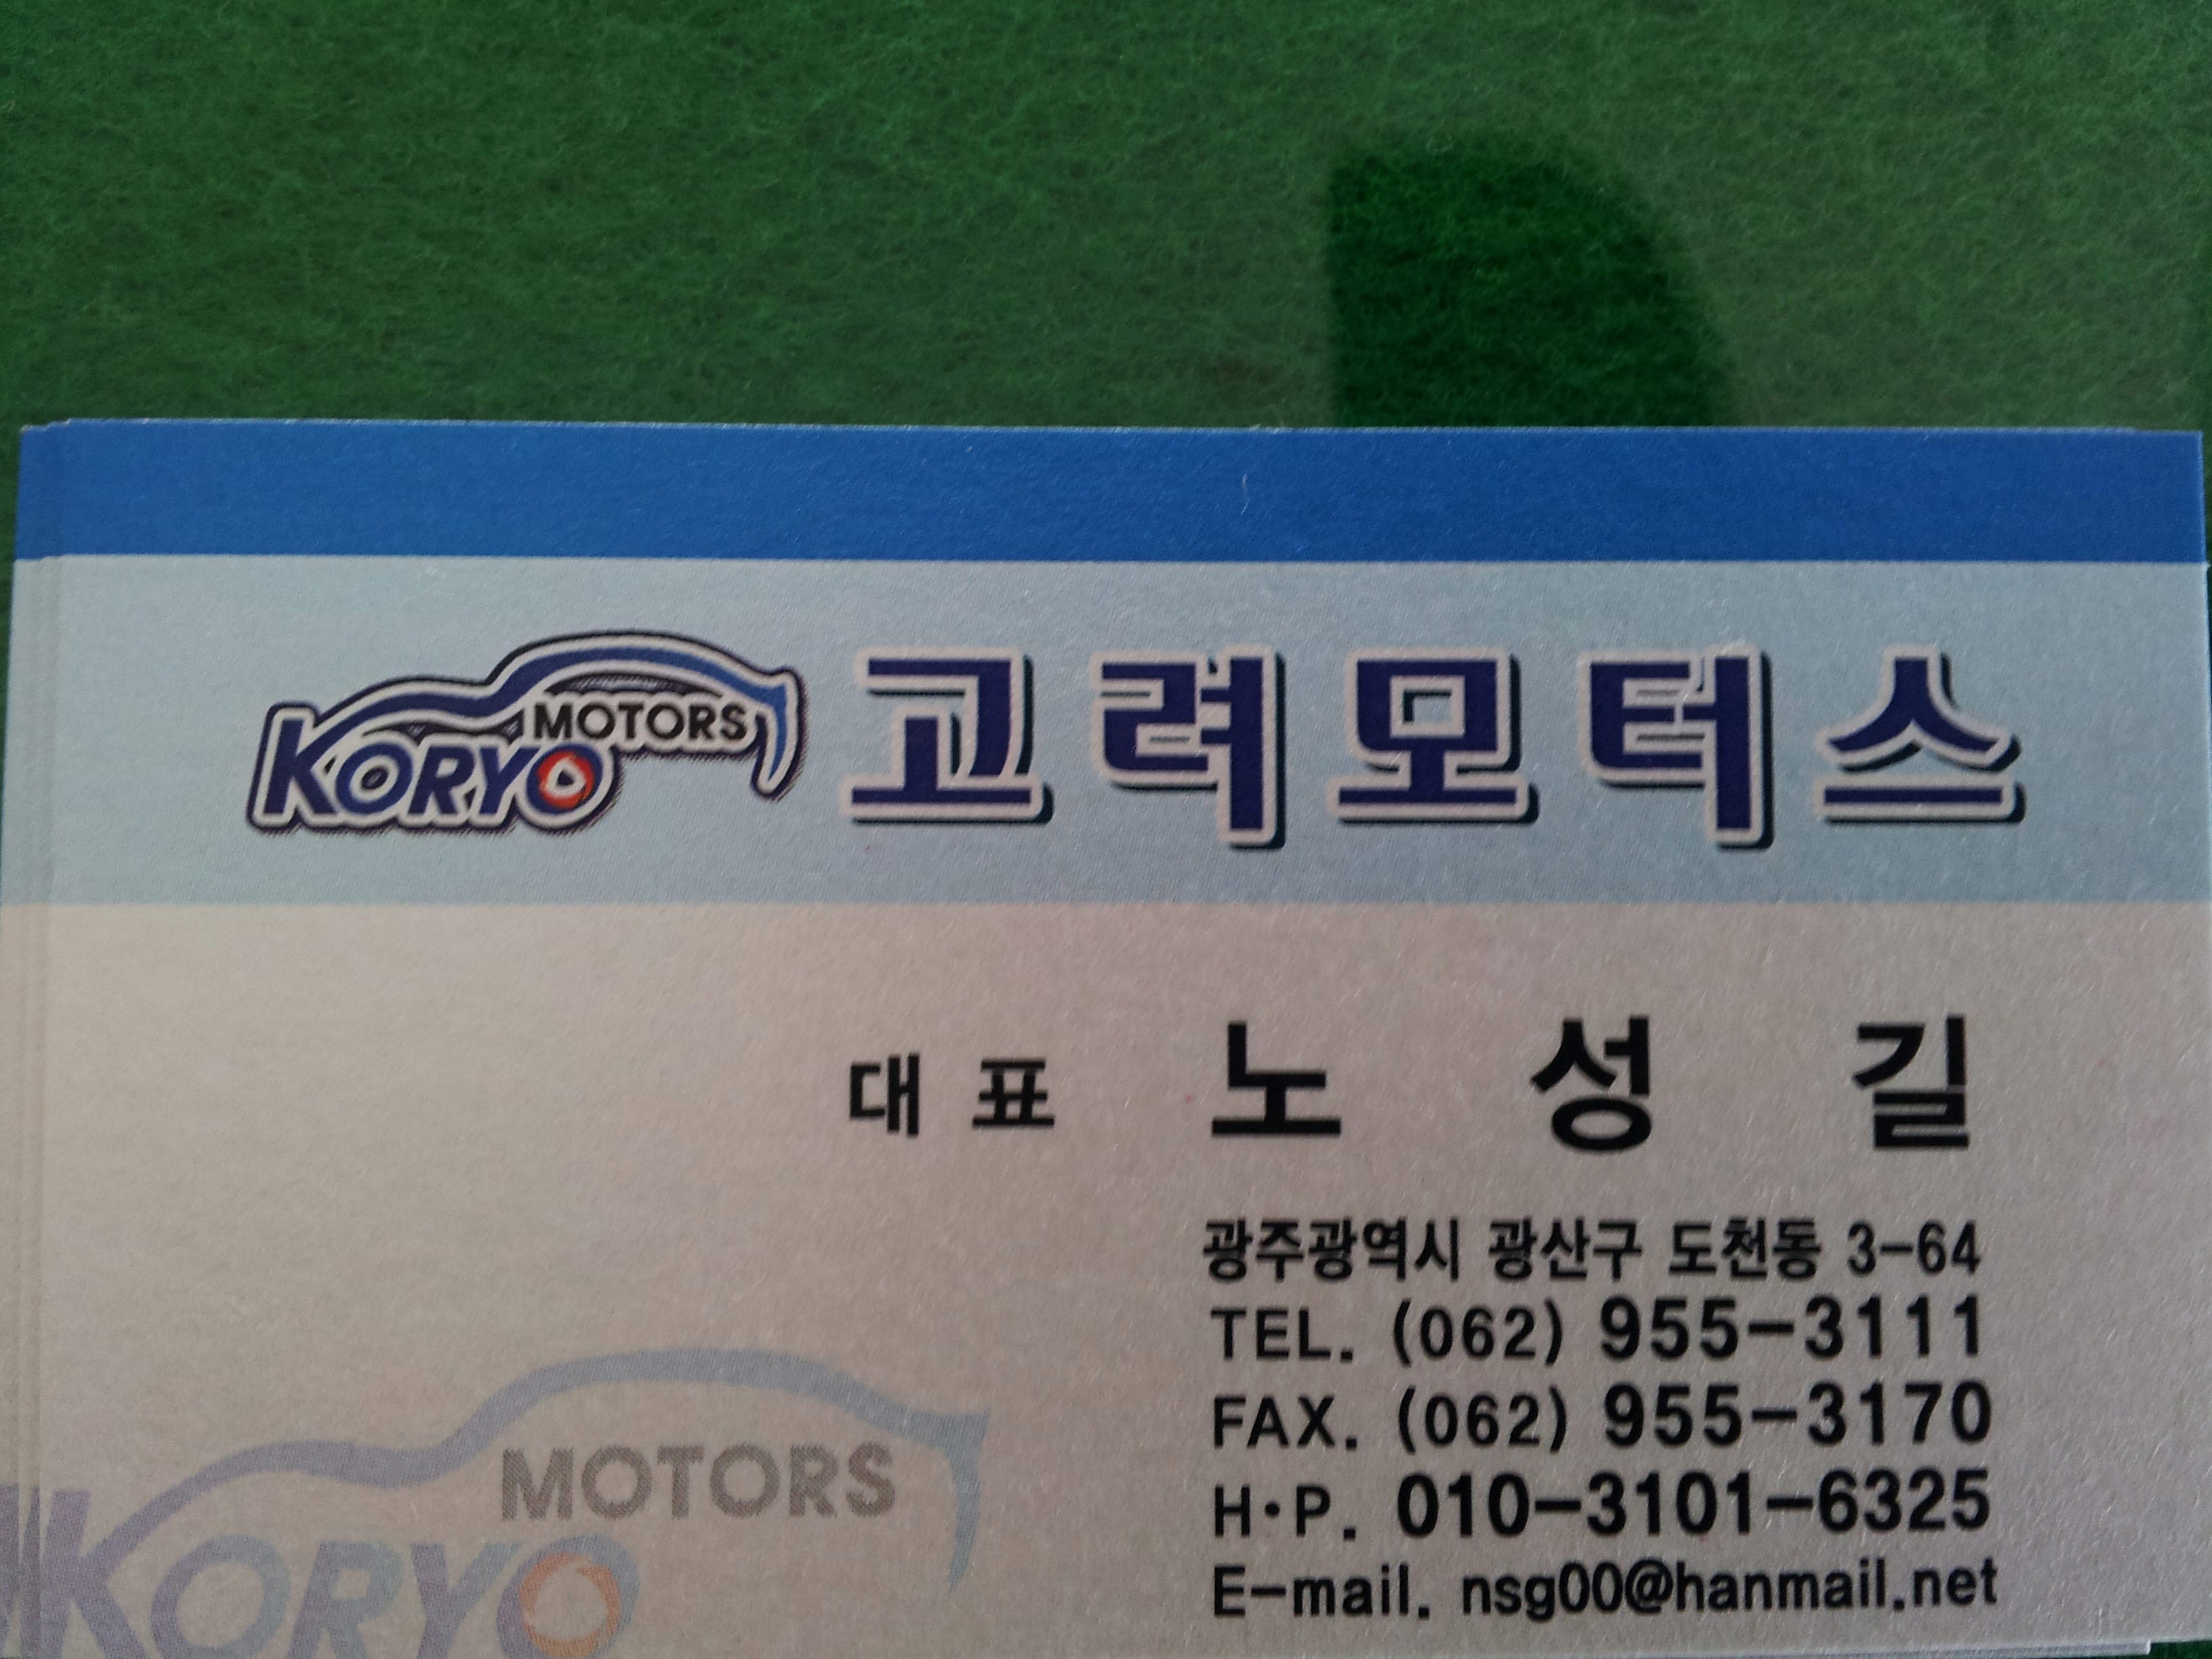 KORYO MOTORS 고려모터스
대표 노성길
광주광역시 광산구 도천동 3-64
TEL. (062) 955-3111
FAX. (062) 955-3170
H·P. 010-3101-6325
E-mail. nsg00@hanmail.net
MOTORS
KORYO